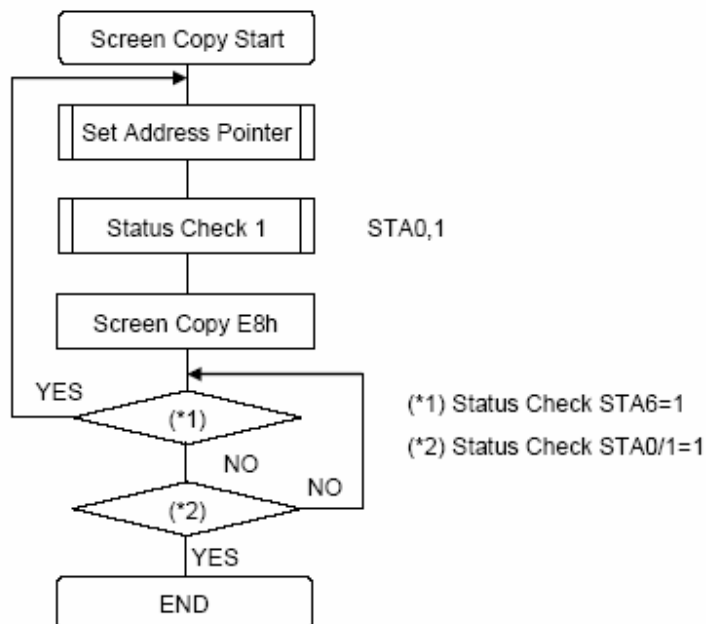 Screen Copy Start
Set Address Pointer
Status Check 1
STA0,1
Screen Copy E8h
YES
(*1)
(*1) Status Check STA6=1
NO
(*2) Status Check STA0/1=1
NO
(*2)
YES
END